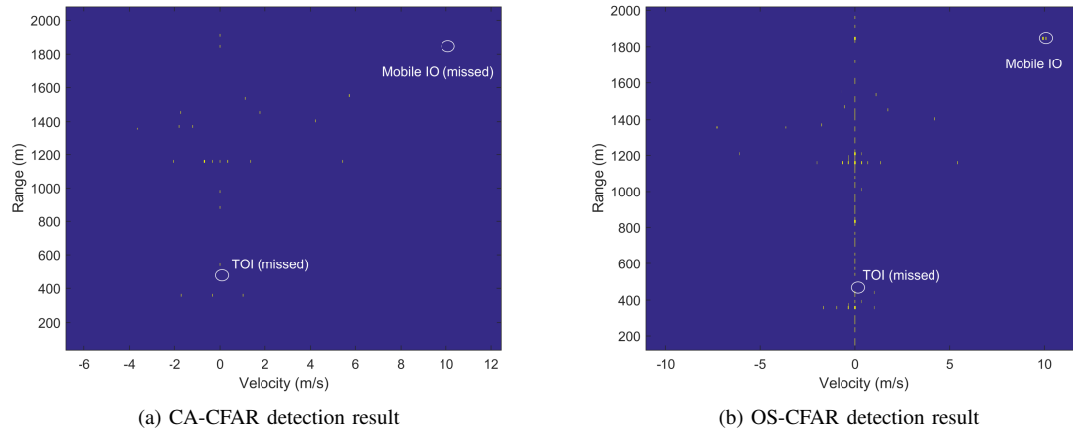 2000
1800
1600
1400
1200
1000
800
600
400
200
Range (m)
Mobile IO (missed)
TOI (missed)
-6 -4 -2 0 2 4 6 8 10 12
Velocity (m/s)
(a) CA-CFAR detection result
2000
1800
1600
1400
1200
1000
800
600
400
200
Range (m)
Mobile IO
TOI (missed)
-10 -5 0 5 10
Velocity (m/s)
(b) OS-CFAR detection result